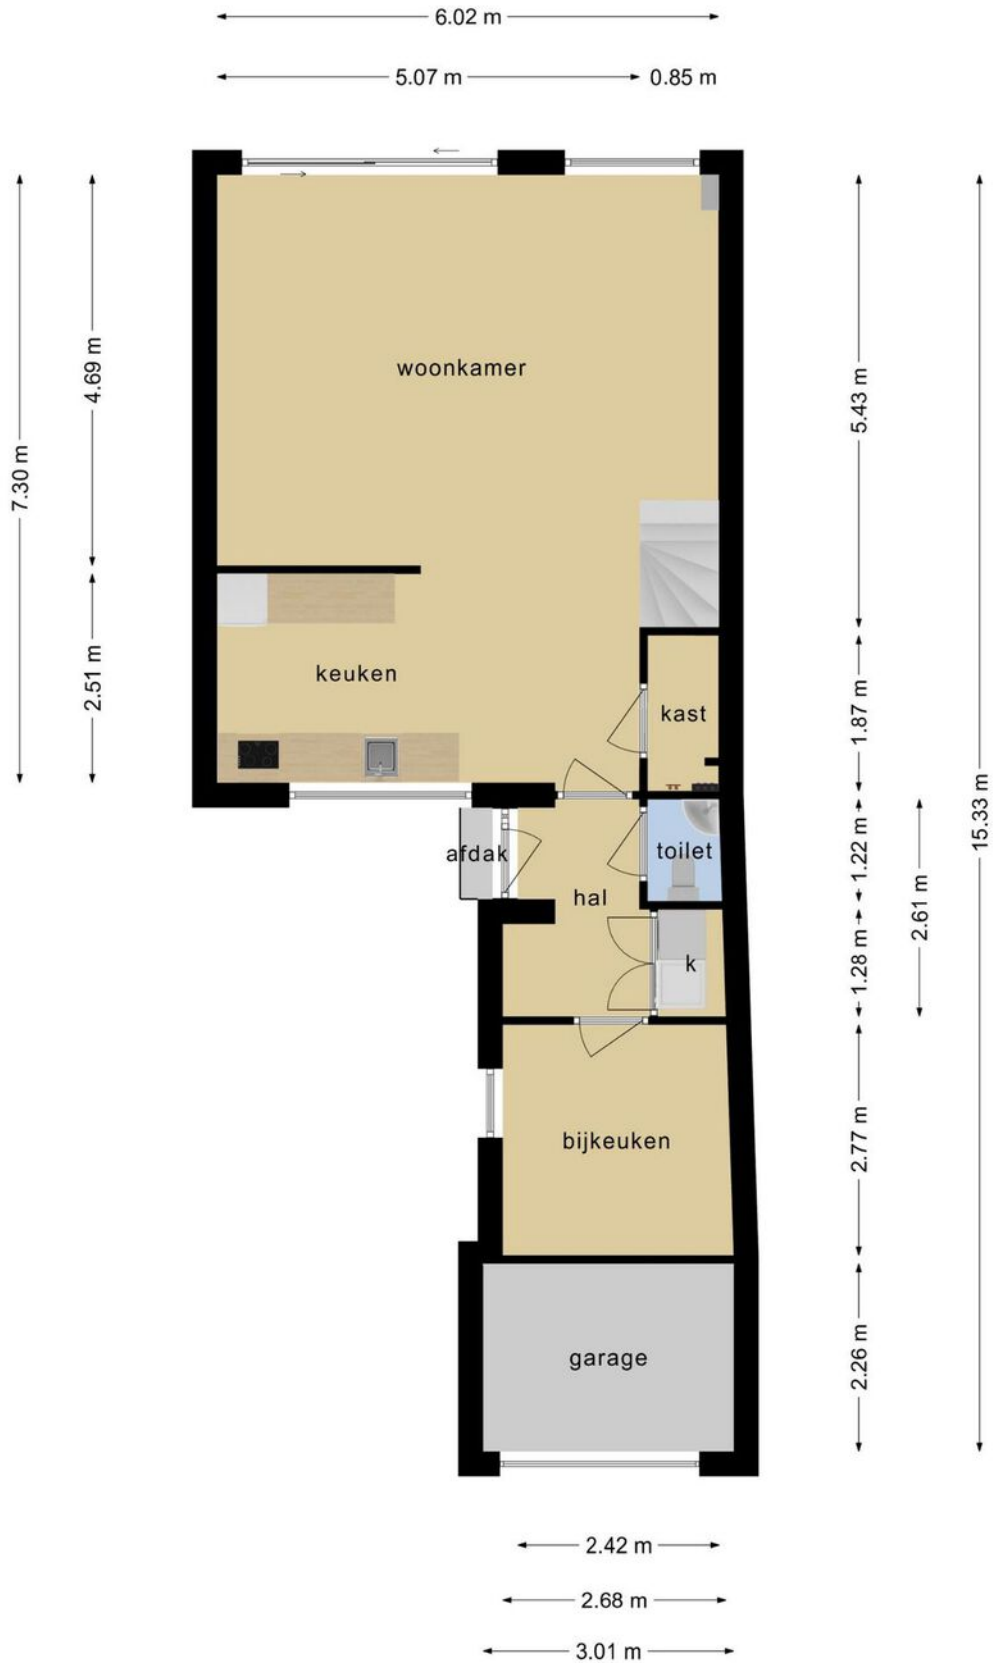 6.02 m
5.07 m
0.85 m
7.30 m
4.69 m
2.51 m
woonkamer
keuken
kast
afdak
toilet
hal
k
bijkeuken
garage
5.43 m
1.87 m
1.22 m
1.28 m
2.61 m
2.77 m
2.26 m
15.33 m
2.42 m
2.68 m
3.01 m